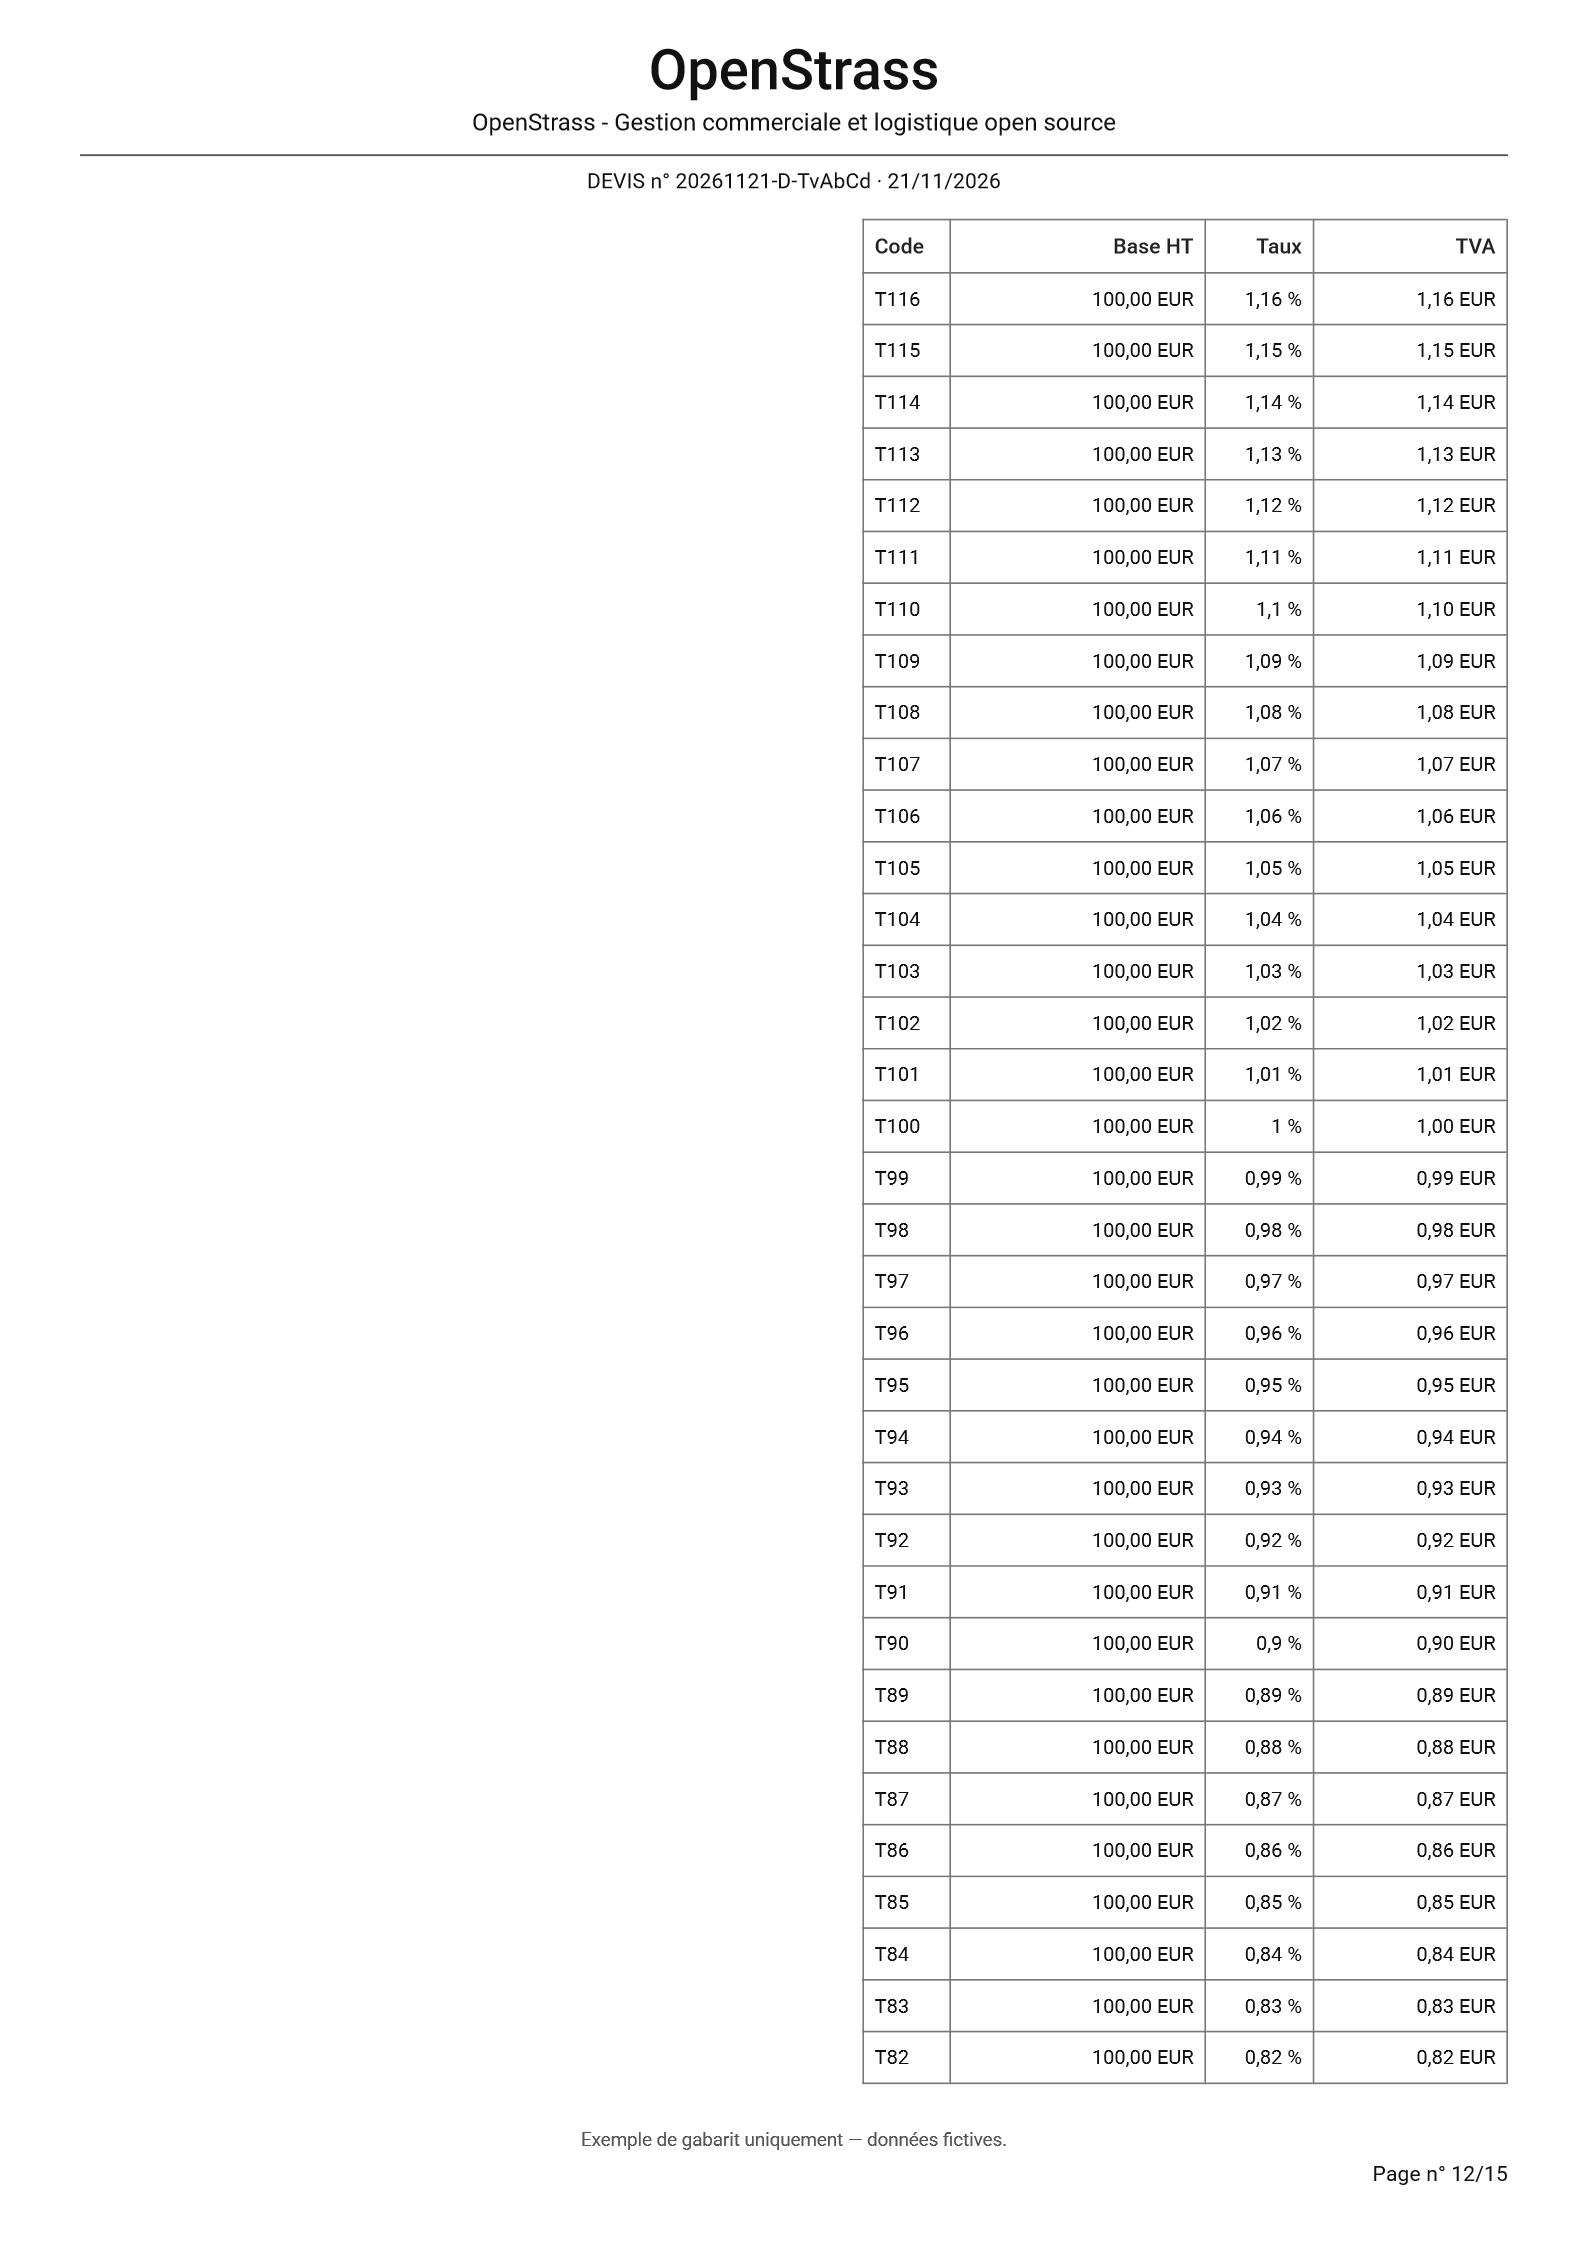 OpenStrass
OpenStrass - Gestion commerciale et logistique open source
DEVIS n° 20261121-D-TvAbCd · 21/11/2026
Code Base HT Taux TVA
T116 100,00 EUR 1,16 % 1,16 EUR
T115 100,00 EUR 1,15 % 1,15 EUR
T114 100,00 EUR 1,14 % 1,14 EUR
T113 100,00 EUR 1,13 % 1,13 EUR
T112 100,00 EUR 1,12 % 1,12 EUR
T111 100,00 EUR 1,11 % 1,11 EUR
T110 100,00 EUR 1,1 % 1,10 EUR
T109 100,00 EUR 1,09 % 1,09 EUR
T108 100,00 EUR 1,08 % 1,08 EUR
T107 100,00 EUR 1,07 % 1,07 EUR
T106 100,00 EUR 1,06 % 1,06 EUR
T105 100,00 EUR 1,05 % 1,05 EUR
T104 100,00 EUR 1,04 % 1,04 EUR
T103 100,00 EUR 1,03 % 1,03 EUR
T102 100,00 EUR 1,02 % 1,02 EUR
T101 100,00 EUR 1,01 % 1,01 EUR
T100 100,00 EUR 1 % 1,00 EUR
T99 100,00 EUR 0,99 % 0,99 EUR
T98 100,00 EUR 0,98 % 0,98 EUR
T97 100,00 EUR 0,97 % 0,97 EUR
T96 100,00 EUR 0,96 % 0,96 EUR
T95 100,00 EUR 0,95 % 0,95 EUR
T94 100,00 EUR 0,94 % 0,94 EUR
T93 100,00 EUR 0,93 % 0,93 EUR
T92 100,00 EUR 0,92 % 0,92 EUR
T91 100,00 EUR 0,91 % 0,91 EUR
T90 100,00 EUR 0,9 % 0,90 EUR
T89 100,00 EUR 0,89 % 0,89 EUR
T88 100,00 EUR 0,88 % 0,88 EUR
T87 100,00 EUR 0,87 % 0,87 EUR
T86 100,00 EUR 0,86 % 0,86 EUR
T85 100,00 EUR 0,85 % 0,85 EUR
T84 100,00 EUR 0,84 % 0,84 EUR
T83 100,00 EUR 0,83 % 0,83 EUR
T82 100,00 EUR 0,82 % 0,82 EUR
Exemple de gabarit uniquement — données fictives.
Page n° 12/15